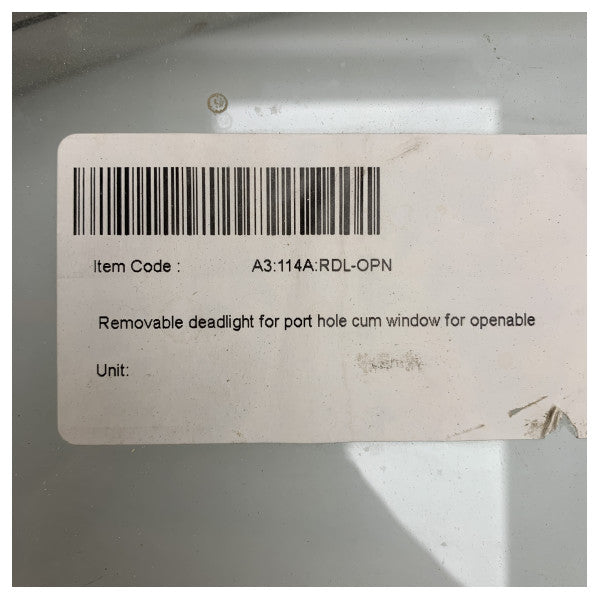 Item Code : A3:114A:RDL-OPN
Removable deadlight for port hole cum window for openable
Unit: